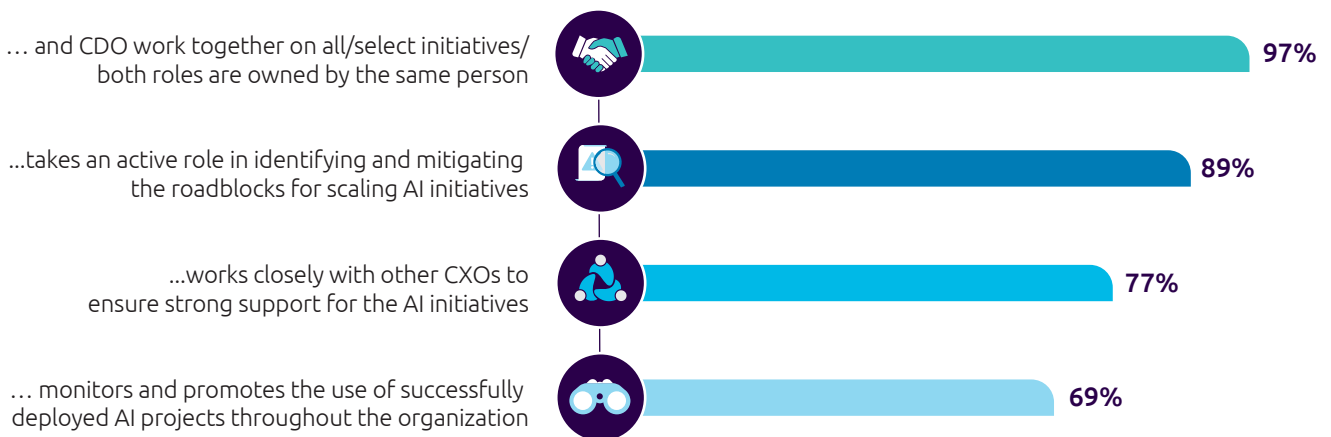 … and CDO work together on all/select initiatives/
both roles are owned by the same person
97%
...takes an active role in identifying and mitigating
the roadblocks for scaling AI initiatives
89%
...works closely with other CXOs to
ensure strong support for the AI initiatives
77%
… monitors and promotes the use of successfully
deployed AI projects throughout the organization
69%